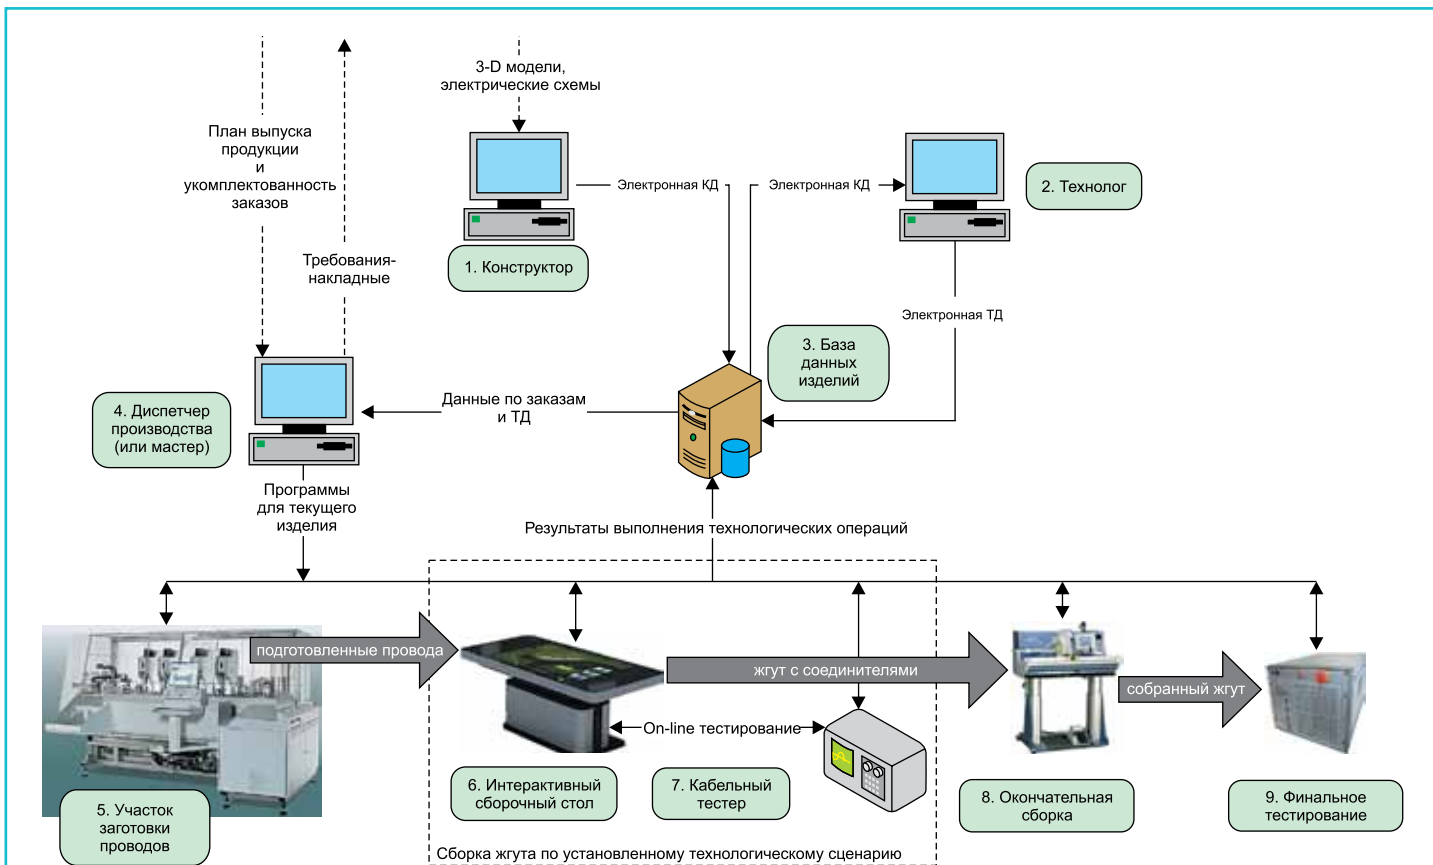 3-D модели,
электрические схемы
План выпуска
продукции
и
укомплектованность
заказов
Требования-
накладные
Электронная КД
Электронная КД
1. Конструктор
2. Технолог
Электронная ТД
3. База
данных
изделий
4. Диспетчер
производства
(или мастер)
Данные по заказам
и ТД
Программы
для текущего
изделия
Результаты выполнения технологических операций
подготовленные провода
жгут с соединителями
собранный жгут
On-line тестирование
5. Участок
заготовки
проводов
6. Интерактивный
сборочный стол
7. Кабельный
тестер
8. Окончательная
сборка
9. Финальное
тестирование
Сборка жгута по установленному технологическому сценарию